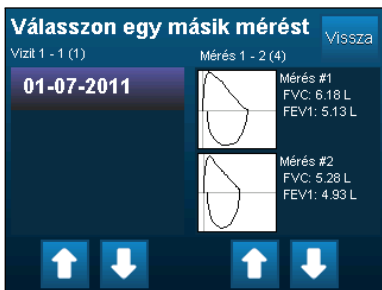 Válasszon egy másik mérést
Vissza
Vizit 1 - 1 (1)
Mérés 1 - 2 (4)
01-07-2011
Mérés #1
FVC: 6.18 L
FEV1: 5.13 L
Mérés #2
FVC: 5.28 L
FEV1: 4.93 L